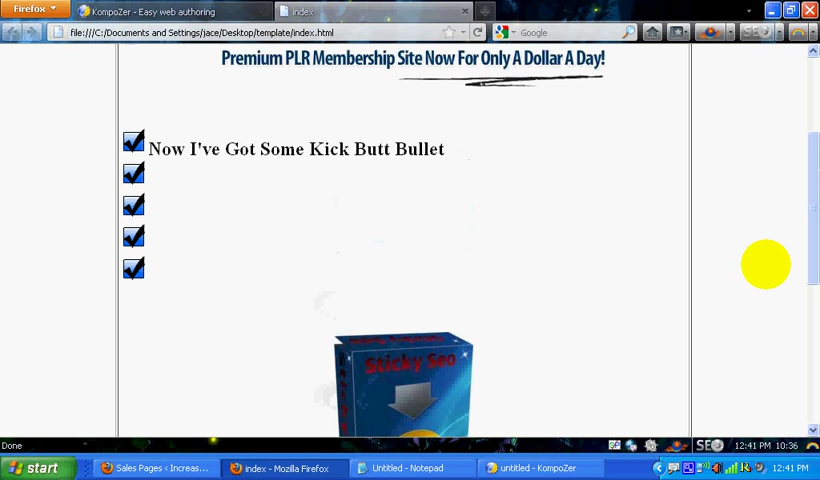 Firefox
KompoZer - Easy web authoring
index
file:///C:/Documents and Settings/jace/Desktop/template/index.html
Google
Premium PLR Membership Site Now For Only A Dollar A Day!
Now I've Got Some Kick Butt Bullet
Sticky Seo
Done
SEO
12:41 PM 10:36
start
Sales Pages < Increas...
index - Mozilla Firefox
Untitled - Notepad
untitled - KompoZer
12:41 PM